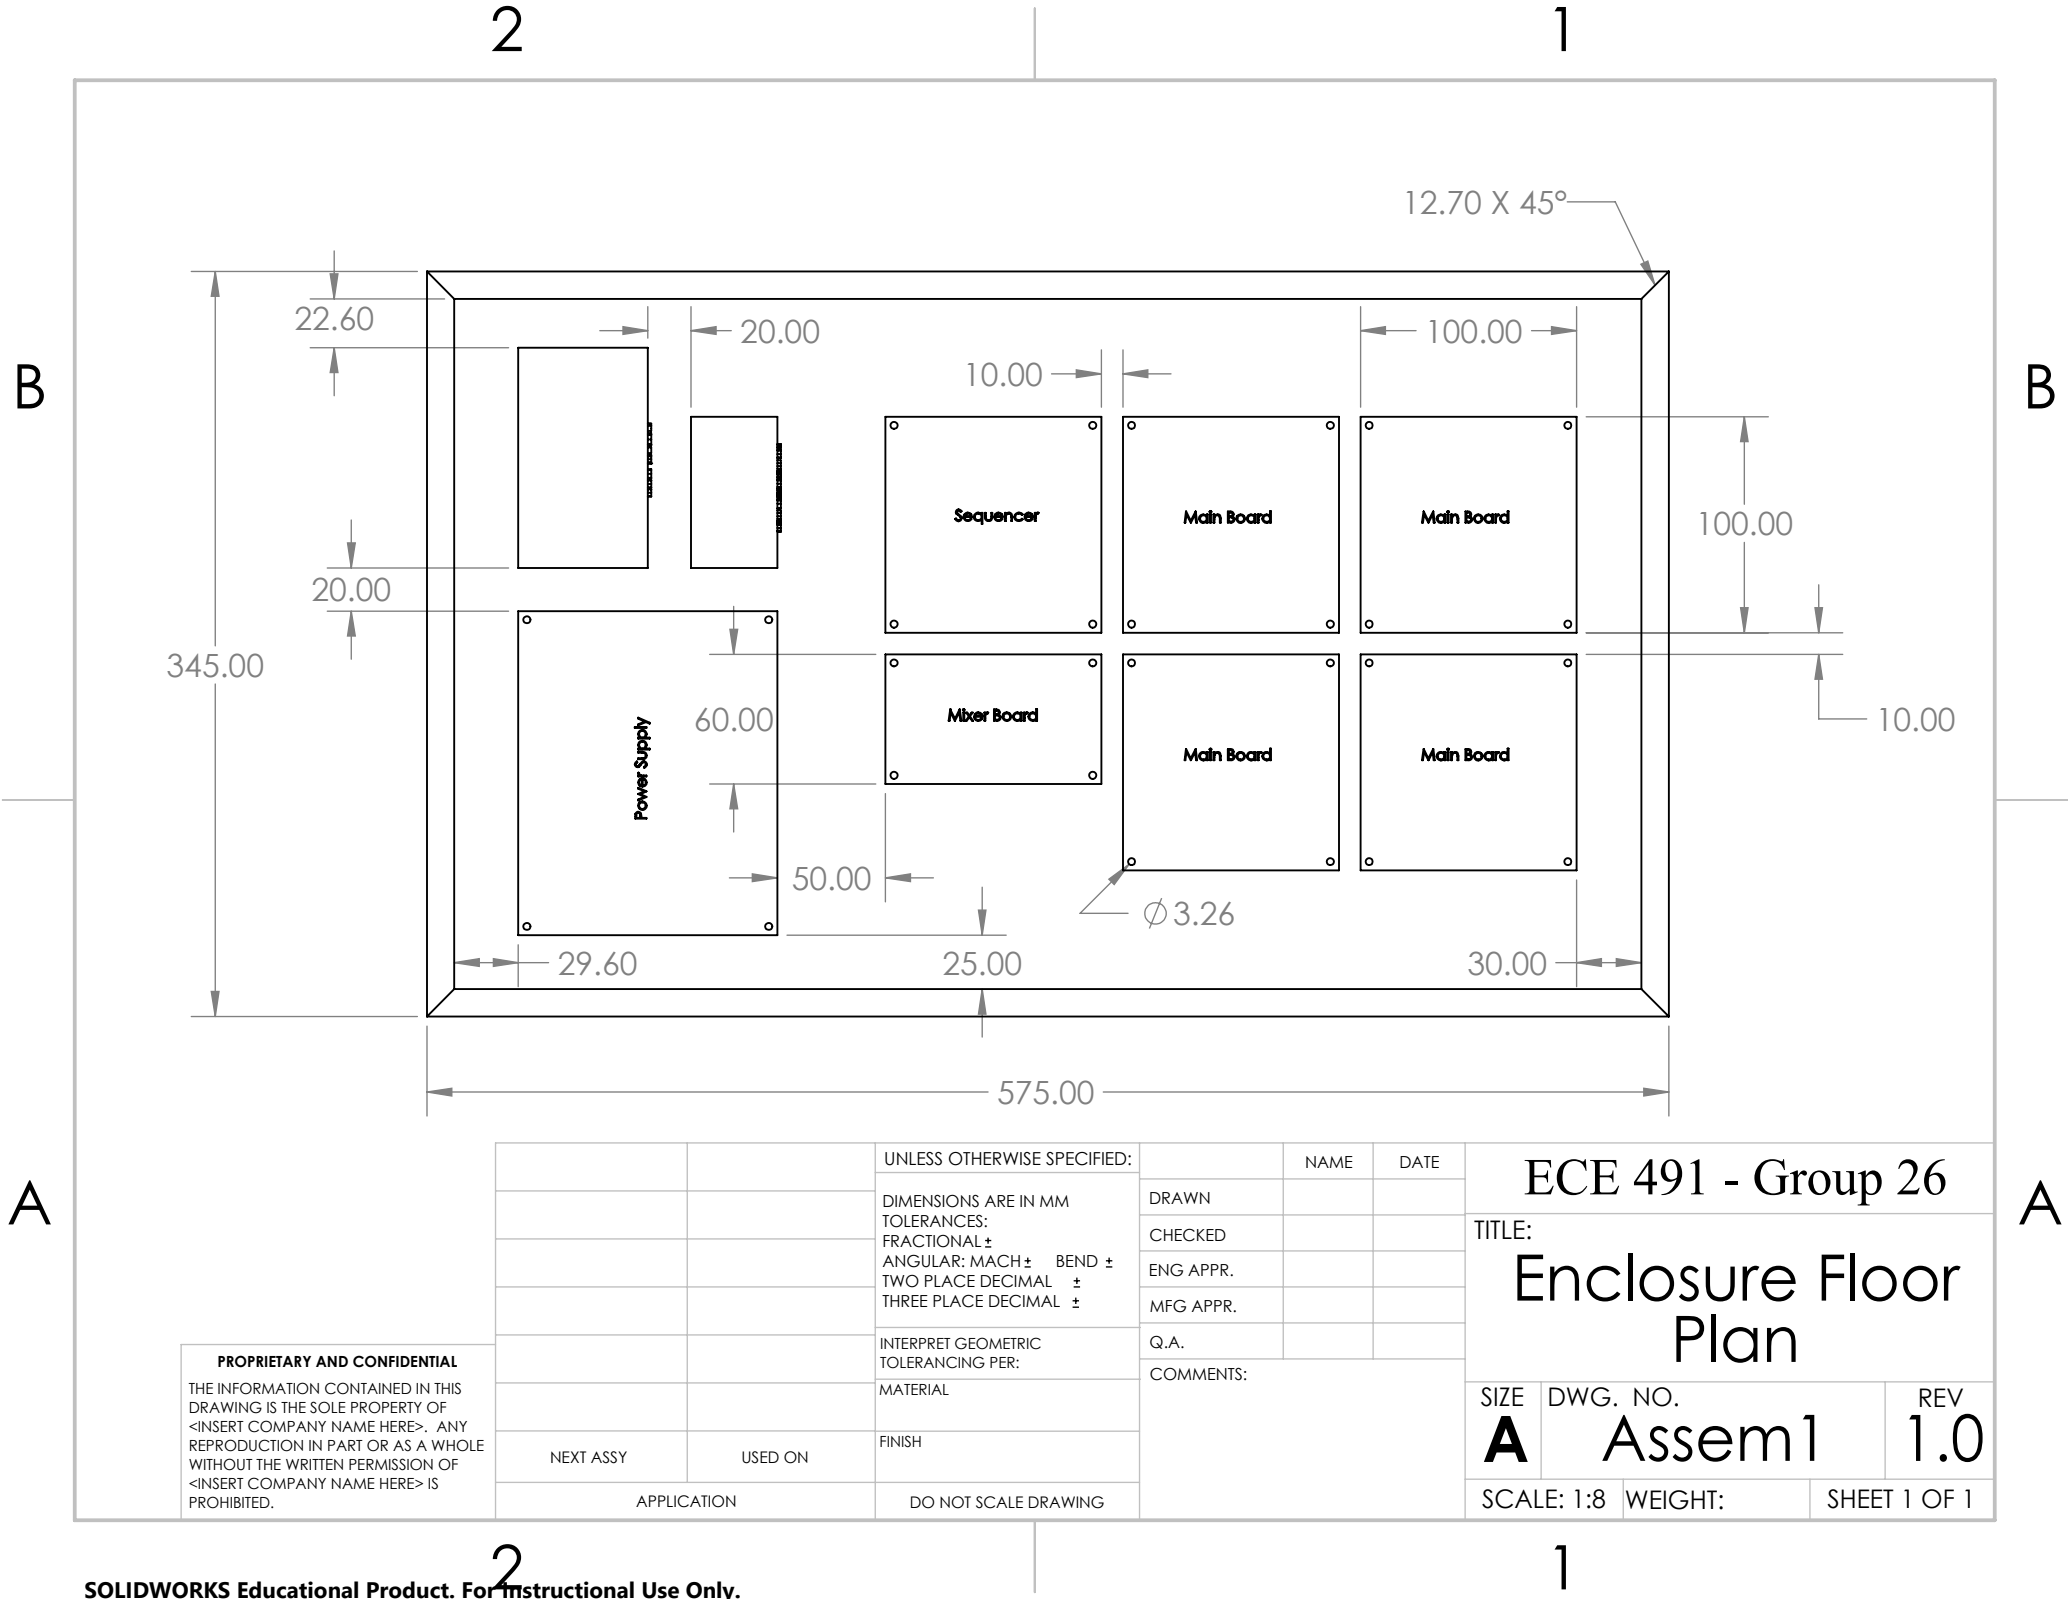 2 1
12.70 X 45°
22.60
20.00
100.00
10.00
B B
Sequencer
Main Board
Main Board
100.00
20.00
345.00
60.00
Mixer Board
10.00
Power Supply
Main Board
Main Board
50.00
Ø3.26
29.60
25.00
30.00
575.00
A A
UNLESS OTHERWISE SPECIFIED:
DIMENSIONS ARE IN MM
TOLERANCES:
FRACTIONAL ±
ANGULAR: MACH ± BEND ±
TWO PLACE DECIMAL ±
THREE PLACE DECIMAL ±
INTERPRET GEOMETRIC
TOLERANCING PER:
MATERIAL
FINISH
DO NOT SCALE DRAWING
NAME DATE
DRAWN
CHECKED
ENG APPR.
MFG APPR.
Q.A.
COMMENTS:
ECE 491 - Group 26
TITLE:
Enclosure Floor
Plan
SIZE DWG. NO. REV
A Assem1 1.0
SCALE: 1:8 WEIGHT: SHEET 1 OF 1
PROPRIETARY AND CONFIDENTIAL
THE INFORMATION CONTAINED IN THIS
DRAWING IS THE SOLE PROPERTY OF
<INSERT COMPANY NAME HERE>. ANY
REPRODUCTION IN PART OR AS A WHOLE
WITHOUT THE WRITTEN PERMISSION OF
<INSERT COMPANY NAME HERE> IS
PROHIBITED.
NEXT ASSY USED ON
APPLICATION
2 1
SOLIDWORKS Educational Product. For Instructional Use Only.